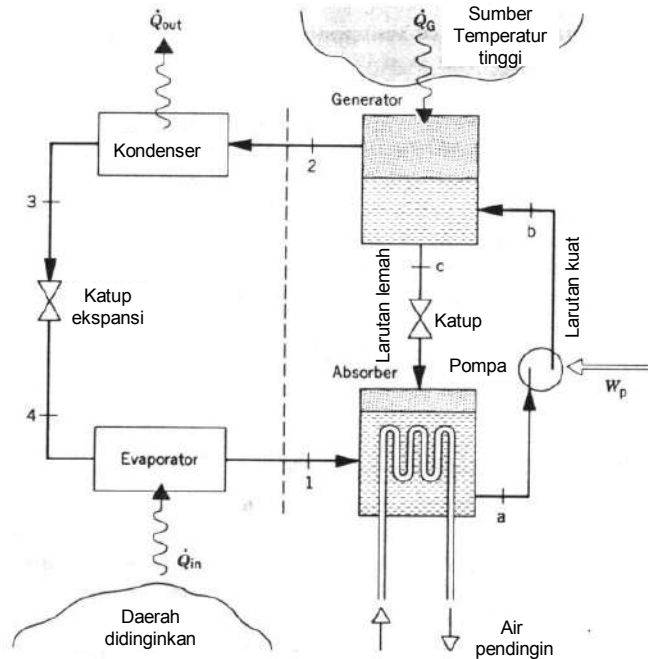 Q̇out
Q̇G
Sumber
Temperatur
tinggi
Generator
Kondenser
2
3
b
c
Larutan lemah
Larutan kuat
Katup
ekspansi
Katup
Pompa
Absorber
Wp
4
Evaporator
1
a
Q̇in
Daerah
didinginkan
Air
pendingin